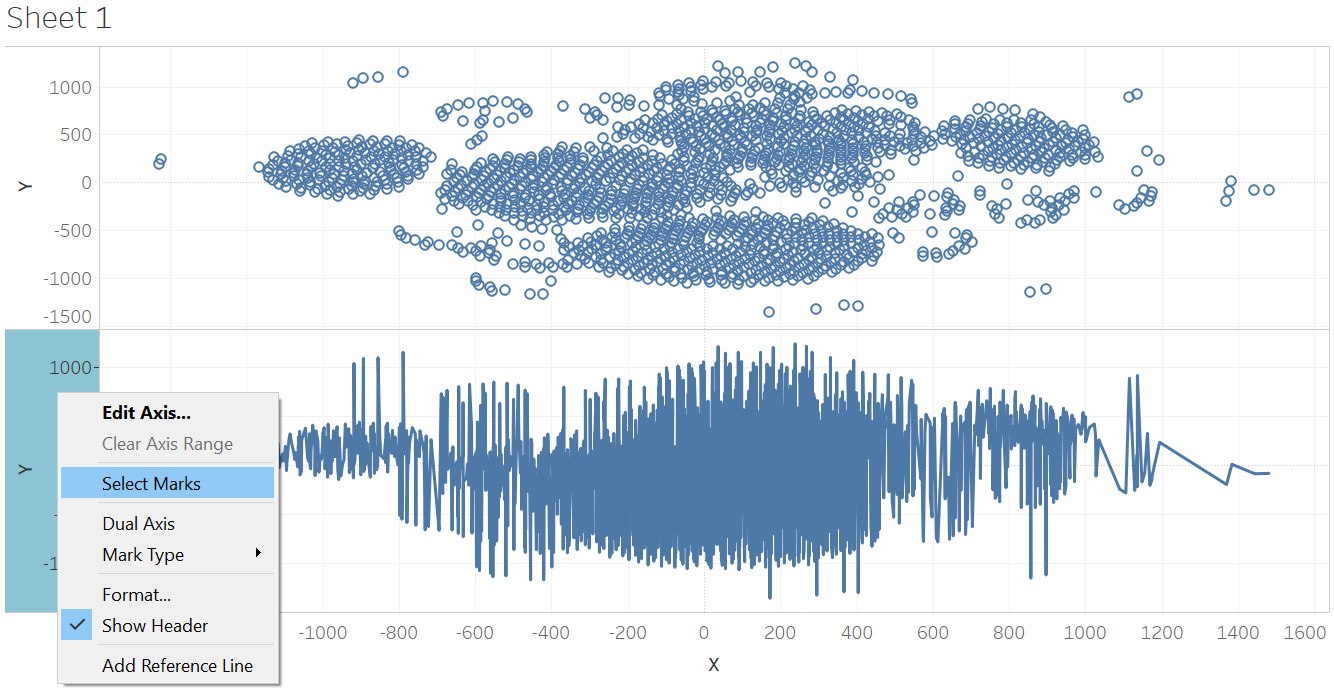 Sheet 1
1000
500
0
-500
-1000
-1500
Y
1000
Y
-1
Edit Axis...
Clear Axis Range
Select Marks
Dual Axis
Mark Type
Format...
Show Header
Add Reference Line
-1000 -800 -600 -400 -200 0 200 400 600 800 1000 1200 1400 1600
X